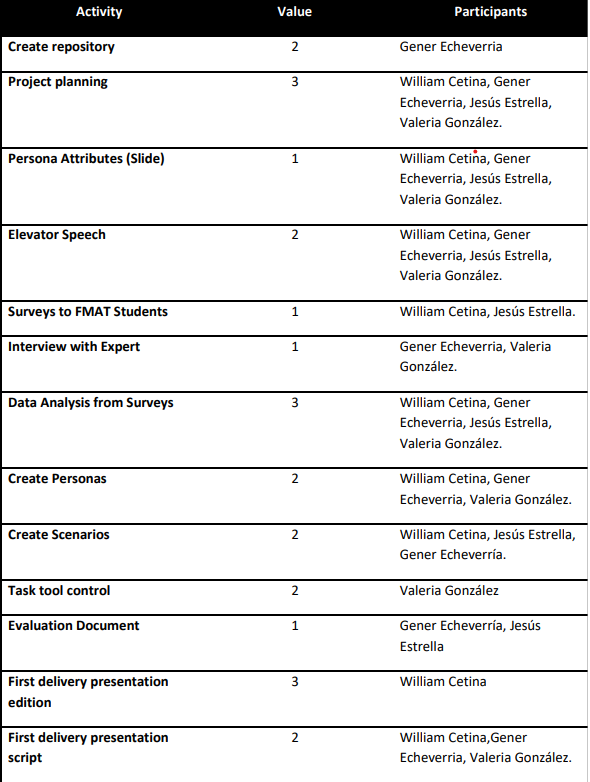 Activity Value Participants
Create repository 2 Gener Echeverria
Project planning 3 William Cetina, Gener
Echeverria, Jesús Estrella,
Valeria González.
Persona Attributes (Slide) 1 William Cetina, Gener
Echeverria, Jesús Estrella,
Valeria González.
Elevator Speech 2 William Cetina, Gener
Echeverria, Jesús Estrella,
Valeria González.
Surveys to FMAT Students 1 William Cetina, Jesús Estrella.
Interview with Expert 1 Gener Echeverria, Valeria
González.
Data Analysis from Surveys 3 William Cetina, Gener
Echeverria, Jesús Estrella,
Valeria González.
Create Personas 2 William Cetina, Gener
Echeverria, Valeria González.
Create Scenarios 2 William Cetina, Jesús Estrella,
Gener Echeverría.
Task tool control 2 Valeria González
Evaluation Document 1 Gener Echeverría, Jesús
Estrella
First delivery presentation 3 William Cetina
edition
First delivery presentation 2 William Cetina,Gener
script Echeverria, Valeria González.